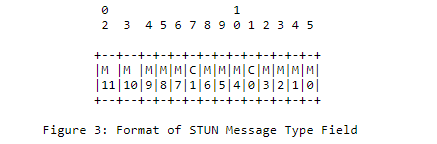 0                 1
2  3  4 5 6 7 8 9 0 1 2 3 4 5
+--+--+-+-+-+-+-+-+-+-+-+-+-+-+
|M |M |M|M|M|C|M|M|M|C|M|M|M|M|
|11|10|9|8|7|1|6|5|4|0|3|2|1|0|
+--+--+-+-+-+-+-+-+-+-+-+-+-+-+
Figure 3: Format of STUN Message Type Field